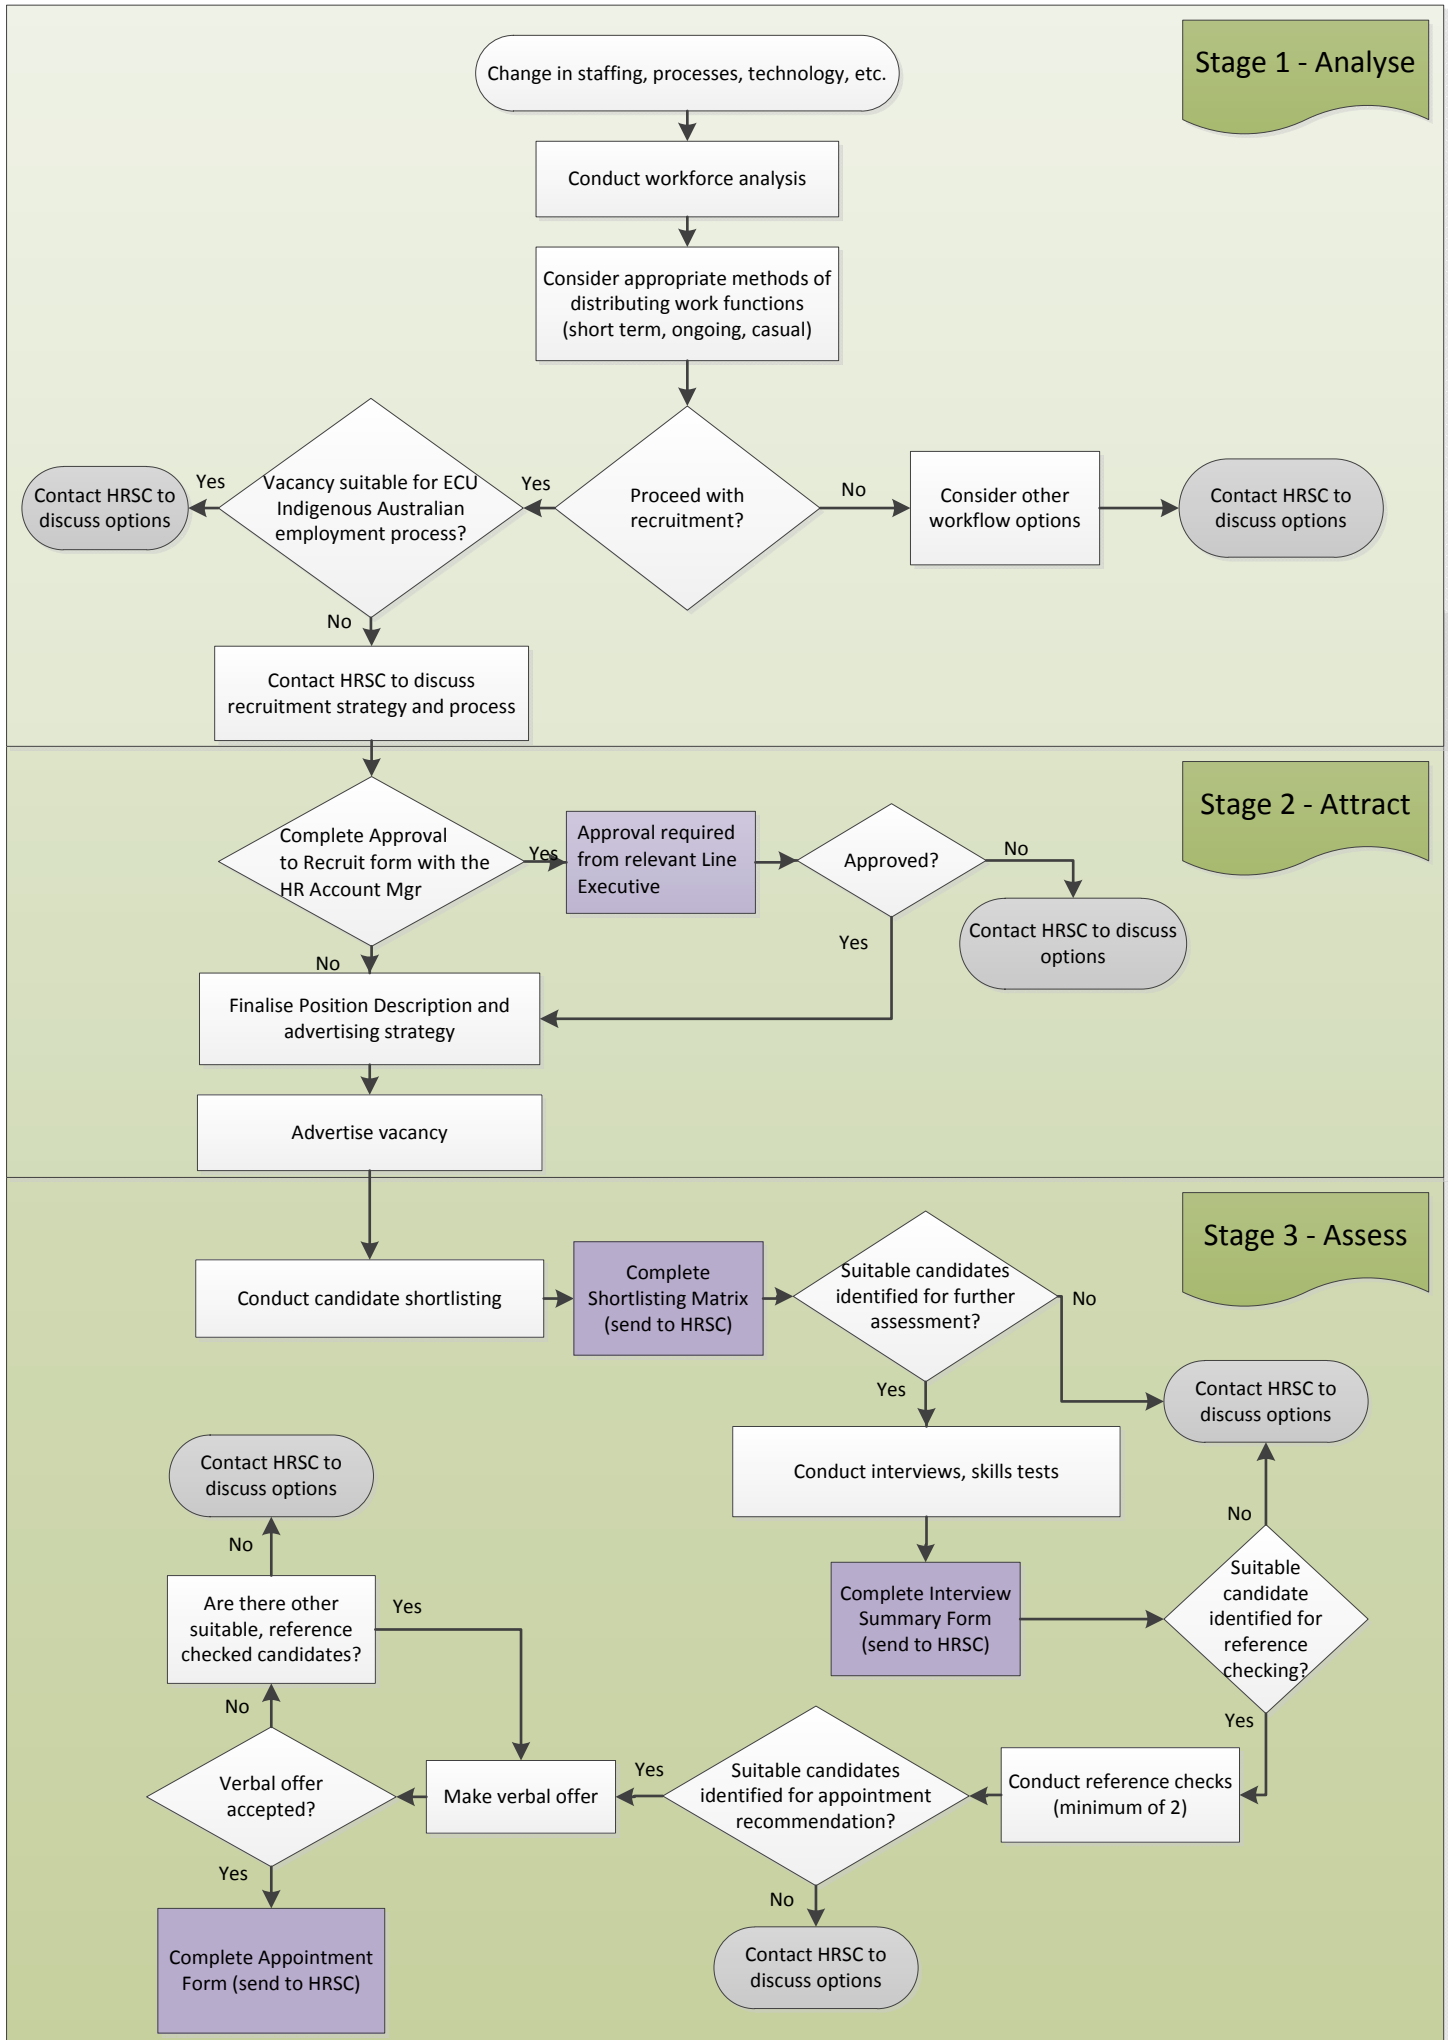 Stage 1 - Analyse
Change in staffing, processes, technology, etc.
Conduct workforce analysis
Consider appropriate methods of
distributing work functions
(short term, ongoing, casual)
Contact HRSC to
discuss options
Yes
Vacancy suitable for ECU
Indigenous Australian
employment process?
Yes
Proceed with
recruitment?
No
Consider other
workflow options
Contact HRSC to
discuss options
No
Contact HRSC to discuss
recruitment strategy and process
Stage 2 - Attract
Complete Approval
to Recruit form with the
HR Account Mgr
Yes
Approval required
from relevant Line
Executive
Approved?
No
Contact HRSC to discuss
options
Yes
No
Finalise Position Description and
advertising strategy
Advertise vacancy
Stage 3 - Assess
Conduct candidate shortlisting
Complete
Shortlisting Matrix
(send to HRSC)
Suitable candidates
identified for further
assessment?
No
Yes
Contact HRSC to
discuss options
Conduct interviews, skills tests
No
Complete Interview
Summary Form
(send to HRSC)
Suitable
candidate
identified for
reference
checking?
Yes
Contact HRSC to
discuss options
No
Are there other
suitable, reference
checked candidates?
Yes
No
Verbal offer
accepted?
Make verbal offer
Yes
Suitable candidates
identified for appointment
recommendation?
Conduct reference checks
(minimum of 2)
Yes
No
Complete Appointment
Form (send to HRSC)
Contact HRSC to
discuss options